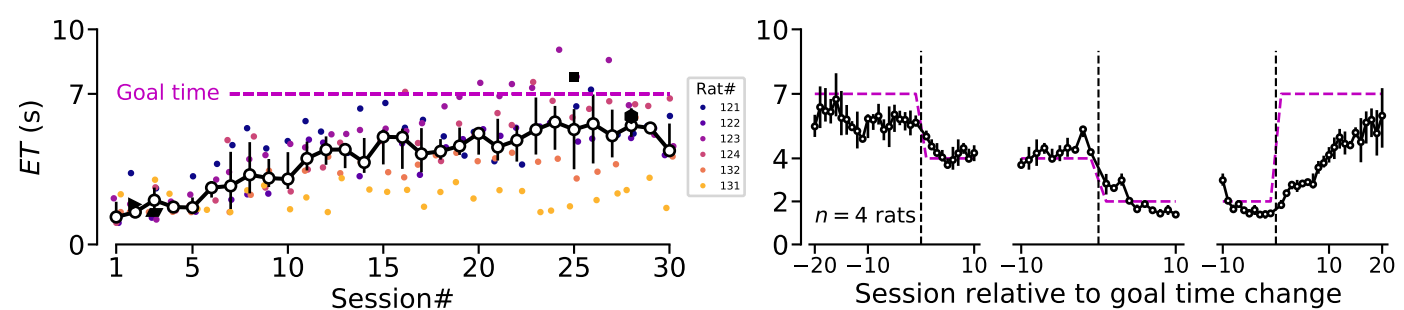 10
7
0
ET (s)
Goal time
1 5 10 15 20 25 30
Session#
Rat#
121
122
123
124
132
131
10
7
4
2
0
n = 4 rats
−20 −10 10
−10 10
−10 10 20
Session relative to goal time change